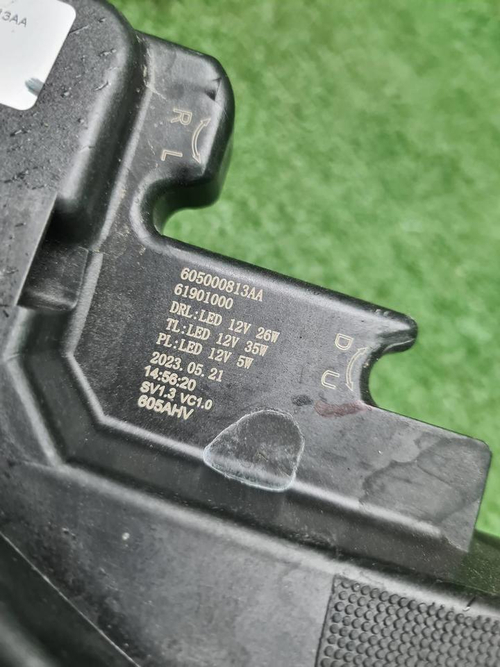 13AA
R L
605000813AA
61901000
DRL:LED 12V 26W
TL:LED 12V 35W
PL:LED 12V 5W
2023.05.21
14:56:20
SV1.3 VC1.0
605AHV
D U